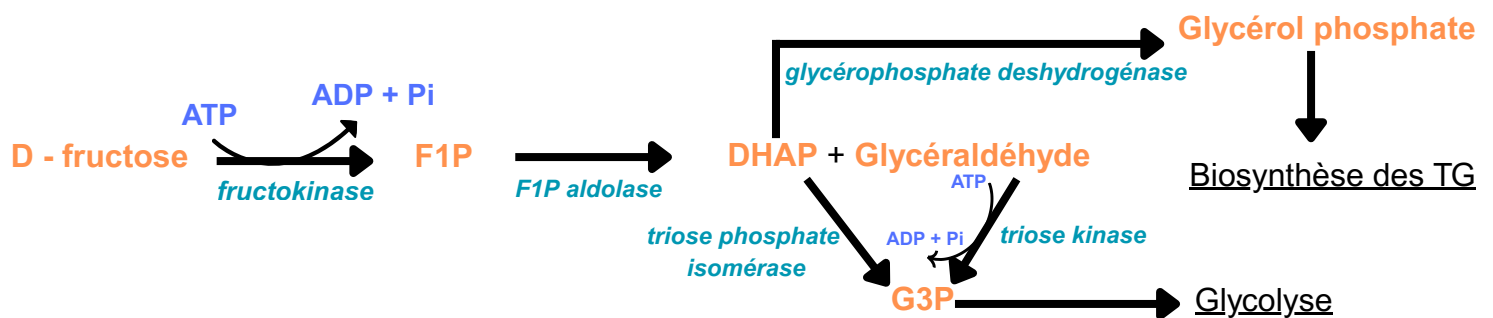 Glycérol phosphate
glycérophosphate deshydrogénase
ADP + Pi
ATP
D - fructose
F1P
DHAP + Glycéraldéhyde
fructokinase
F1P aldolase
ATP
Biosynthèse des TG
triose phosphate
isomérase
ADP + Pi
triose kinase
G3P
Glycolyse